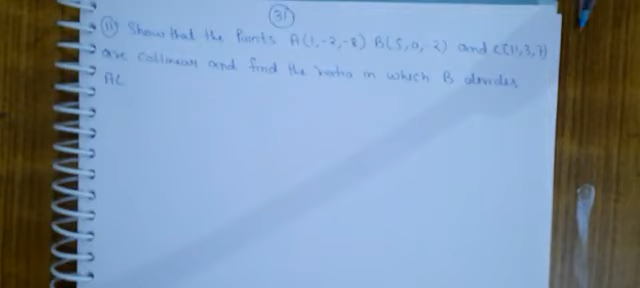 31
(ii) Show that the Points A(1,-2,-8) B(5,0,-2) and C(11,3,7)
are collinear and find the ratio in which B divides
AC